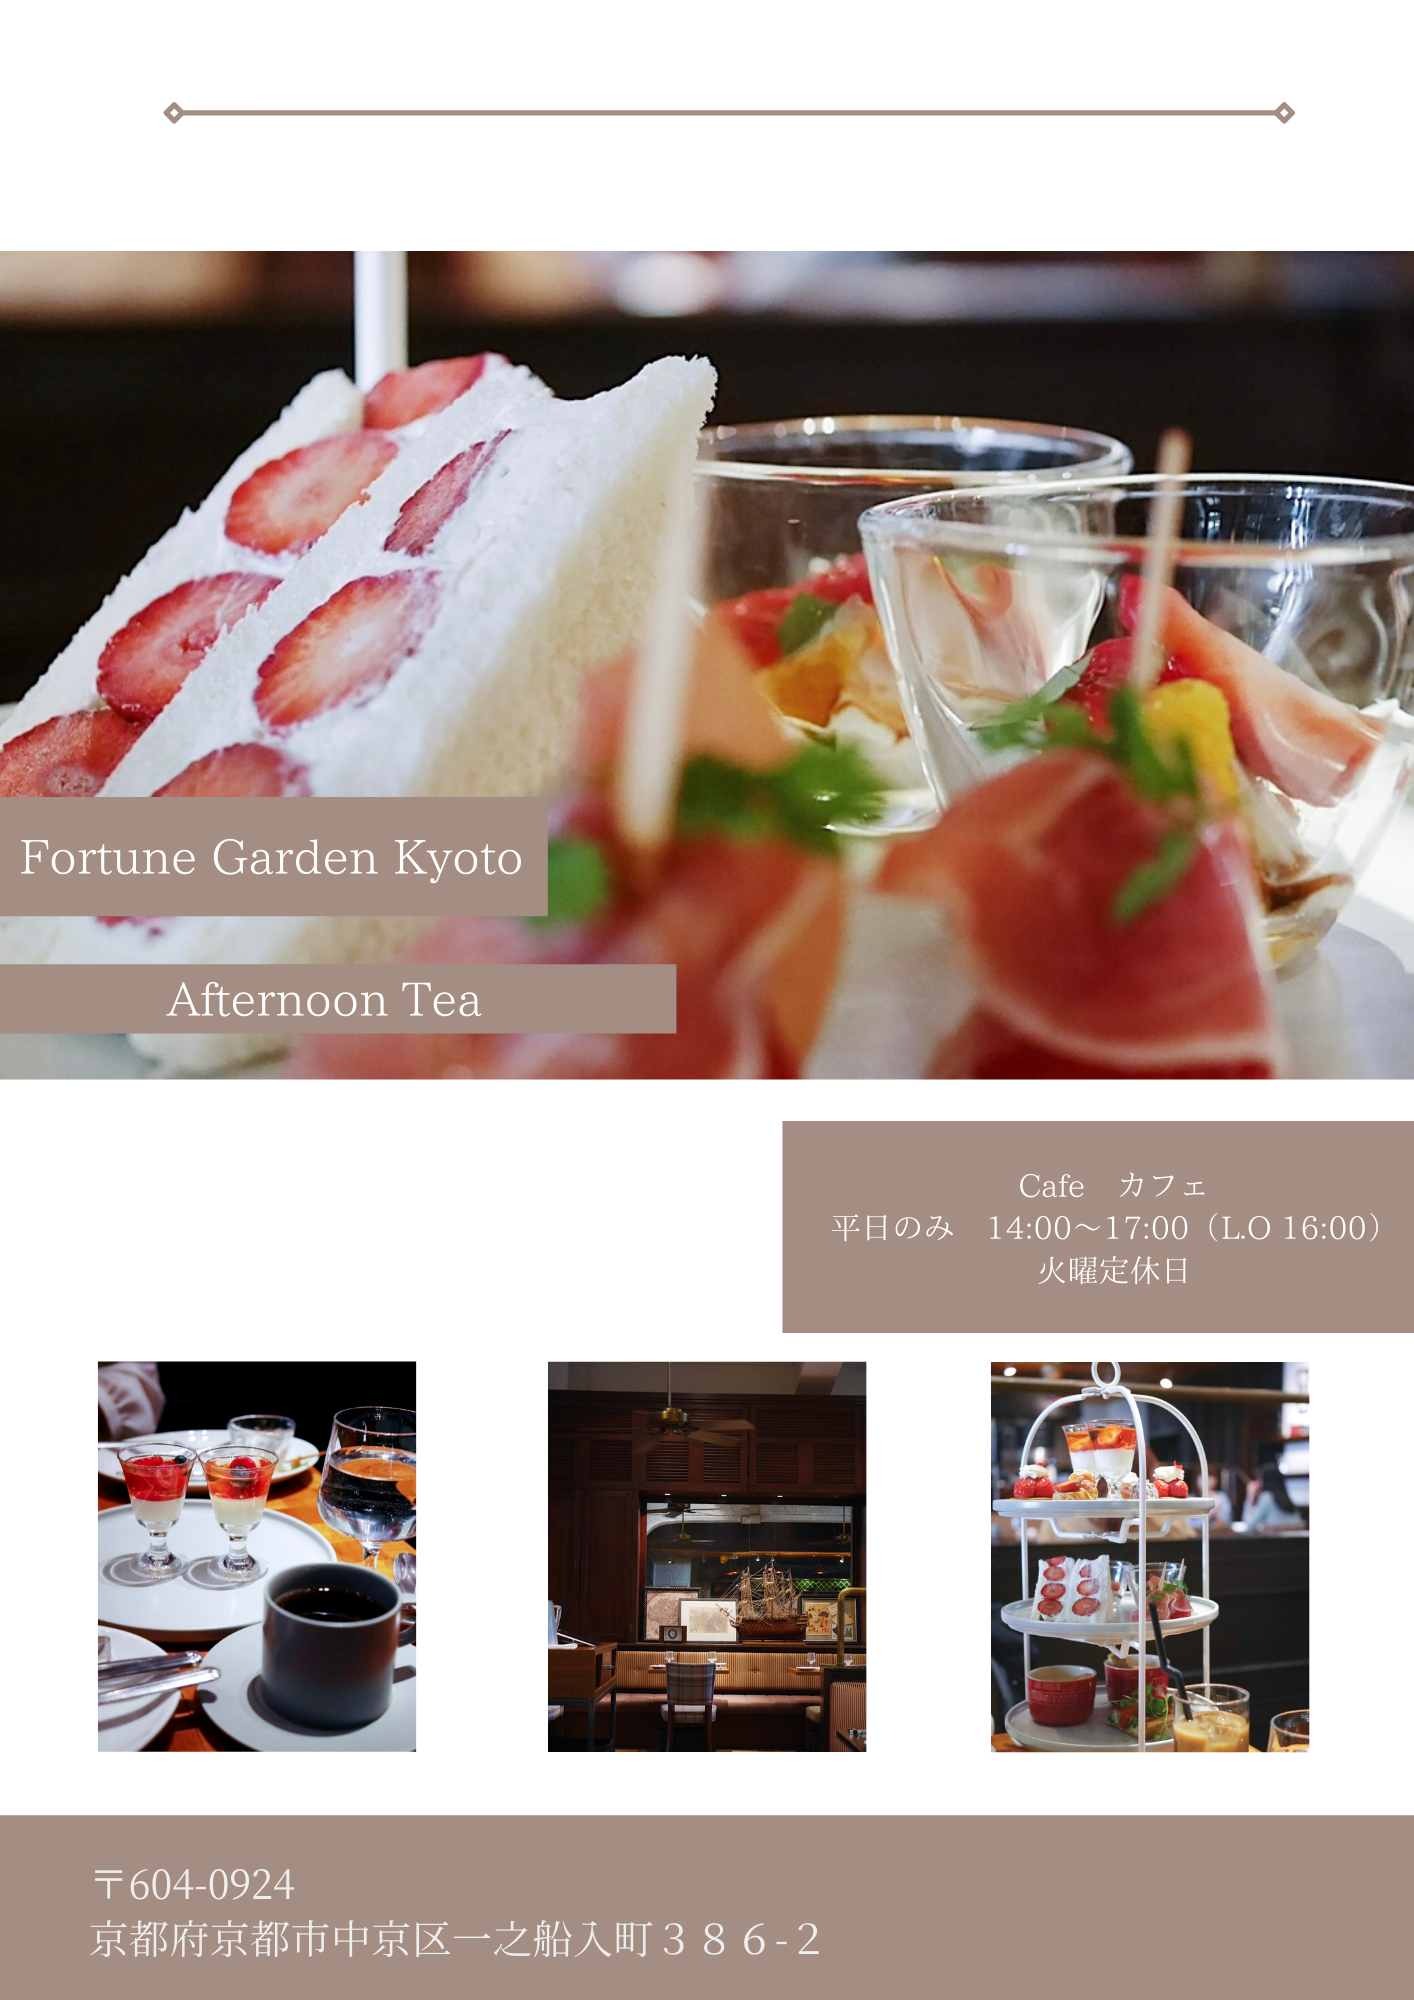 Fortune Garden Kyoto
Afternoon Tea
Cafe　カフェ
平日のみ　14:00〜17:00（L.O 16:00）
火曜定休日
〒604-0924
京都府京都市中京区一之船入町３８６-２